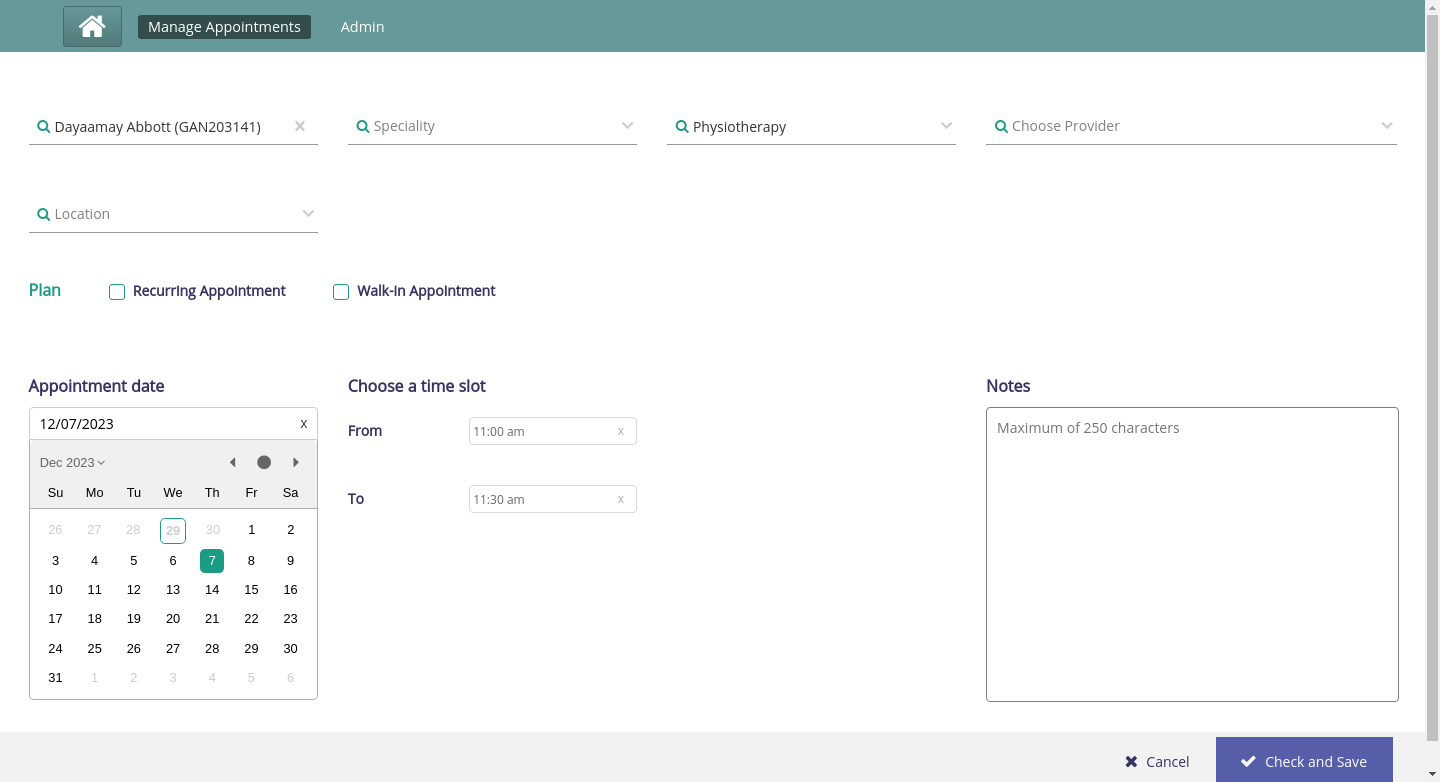 Manage Appointments Admin
Dayaamay Abbott (GAN203141) Speciality Physiotherapy Choose Provider
Location
Plan Recurring Appointment Walk-in Appointment
Appointment date Choose a time slot Notes
12/07/2023 x
From 11:00 am x
Maximum of 250 characters
Dec 2023
Su Mo Tu We Th Fr Sa
To 11:30 am x
26 27 28 29 30 1 2
3 4 5 6 7 8 9
10 11 12 13 14 15 16
17 18 19 20 21 22 23
24 25 26 27 28 29 30
31 1 2 3 4 5 6
Cancel Check and Save